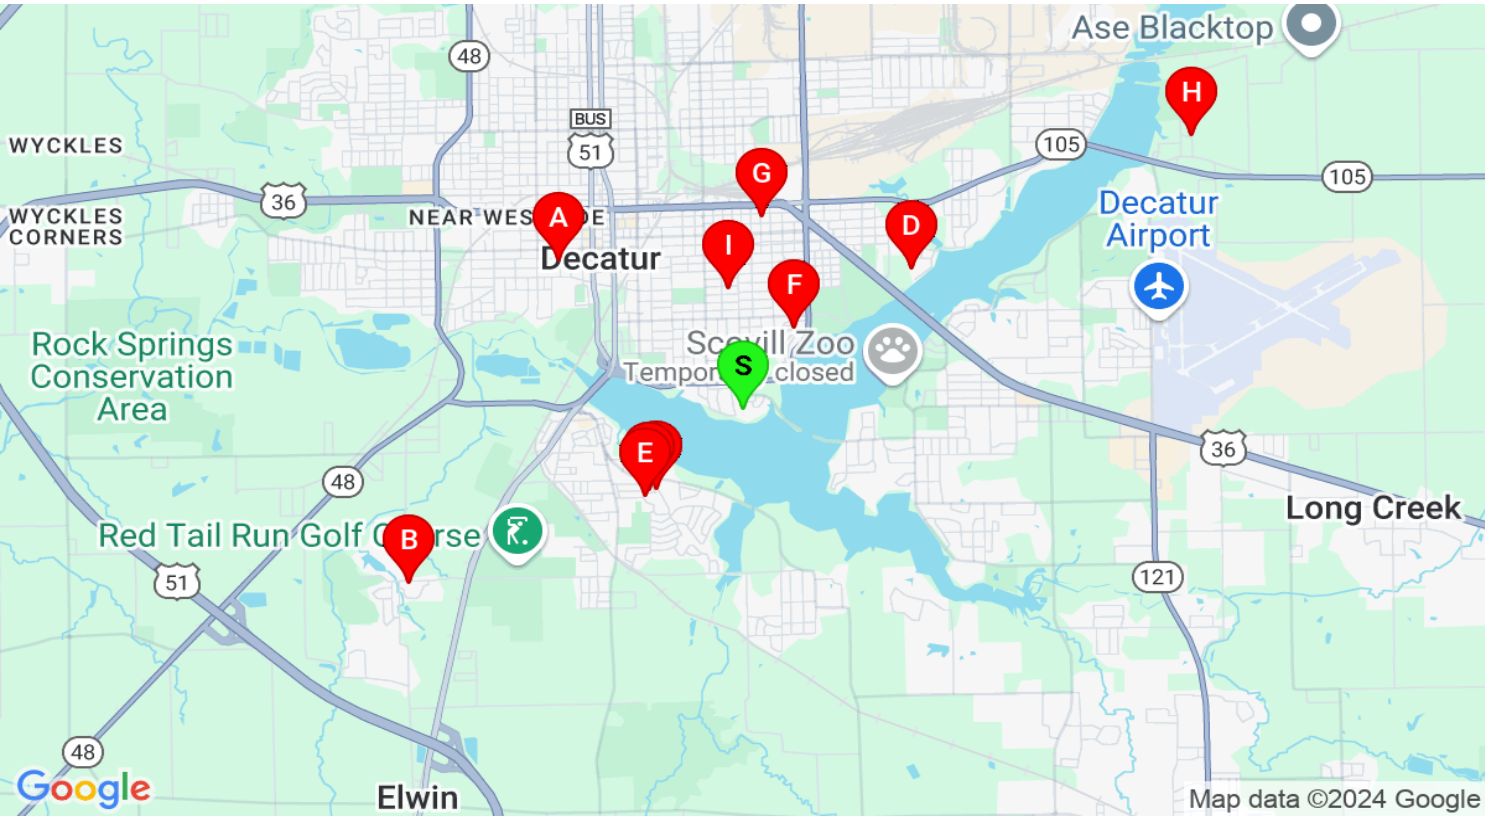 Ase Blacktop
48
H
BUS
51
WYCKLES
105
G
105
36
A
D
Decatur
Airport
WYCKLES
CORNERS
NEAR WES DE
I
Decatur
F
Rock Springs
Conservation
Area
Scovill Zoo
Tempor closed
S
E
36
48
Long Creek
Red Tail Run Golf C rse
B
51
121
48
Google
Elwin
Map data ©2024 Google